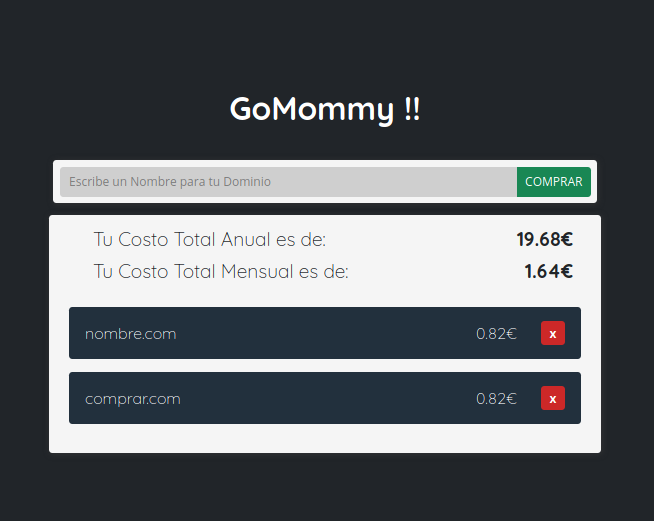 GoMommy !!
Escribe un Nombre para tu Dominio COMPRAR
Tu Costo Total Anual es de: 19.68€
Tu Costo Total Mensual es de: 1.64€
nombre.com 0.82€ x
comprar.com 0.82€ x